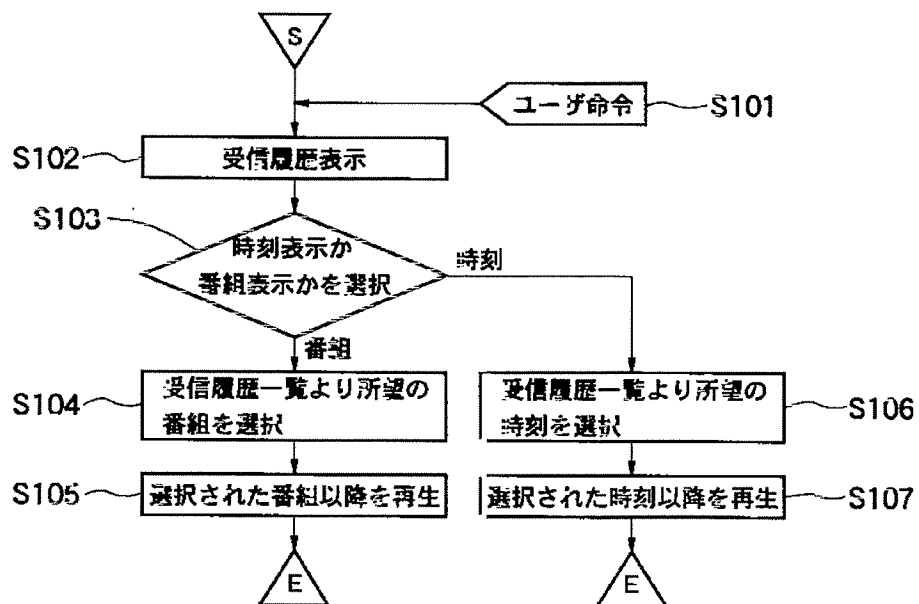 S
ユーザ命令
S101
S102
受信履歴表示
S103
時刻表示か
番組表示かを選択
時刻
番組
S104
受信履歴一覧より所望の
番組を選択
受信履歴一覧より所望の
時刻を選択
S106
S105
選択された番組以降を再生
選択された時刻以降を再生
S107
E
E